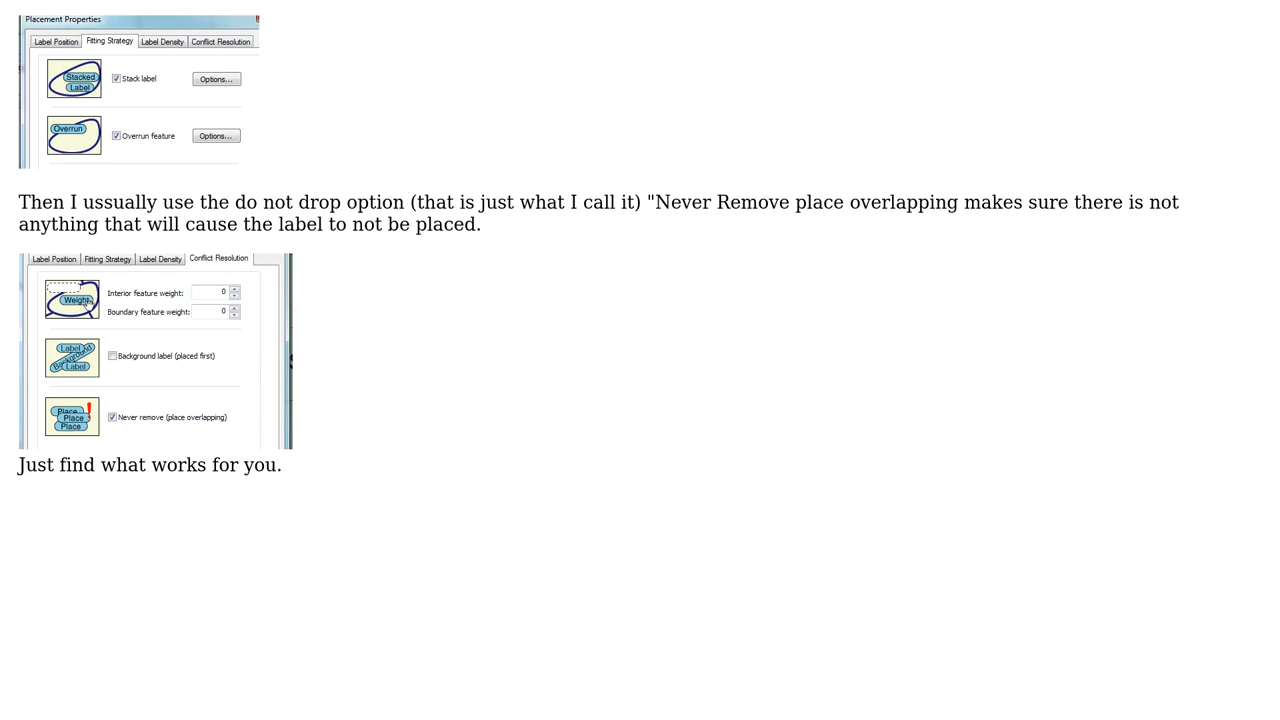 Placement Properties
Label Position Fitting Strategy Label Density Conflict Resolution
Stacked
Label
Stack label
Options...
Overrun
Overrun feature
Options...
Then I ussually use the do not drop option (that is just what I call it) "Never Remove place overlapping makes sure there is not
anything that will cause the label to not be placed.
Label Position Fitting Strategy Label Density Conflict Resolution
Weight
Interior feature weight: 0
Boundary feature weight: 0
Label
Background
Label
Background label (placed first)
Place
Place
Place
Never remove (place overlapping)
Just find what works for you.